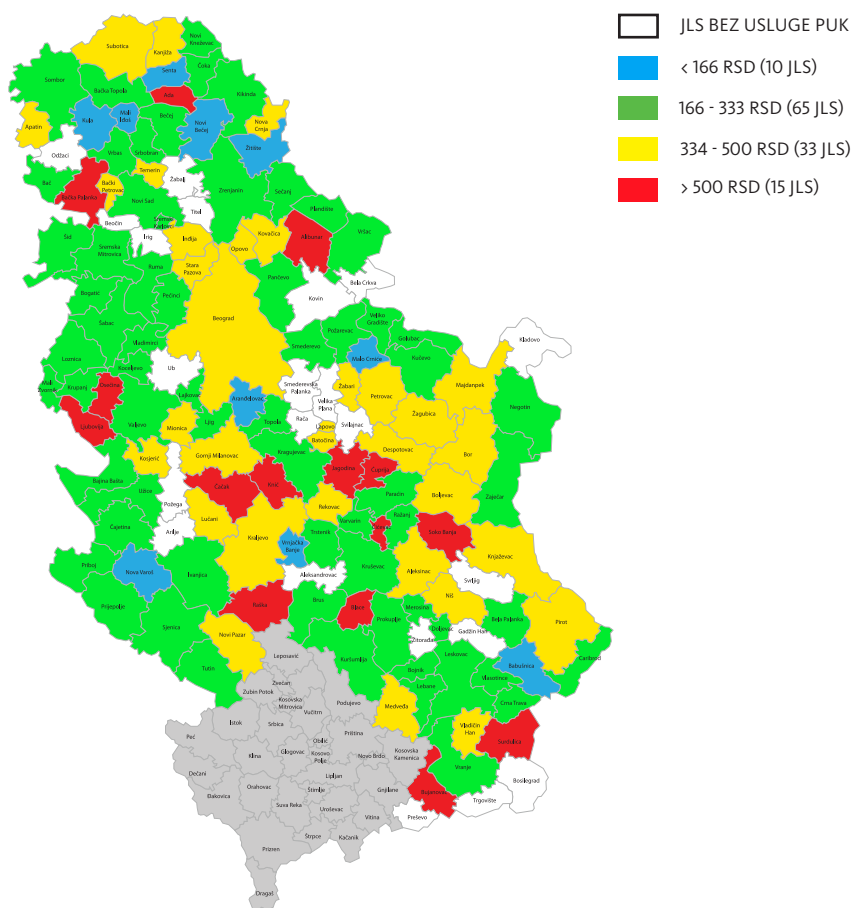 JLS BEZ USLUGE PUK
< 166 RSD (10 JLS)
166 - 333 RSD (65 JLS)
334 - 500 RSD (33 JLS)
> 500 RSD (15 JLS)
Subotica
Kanjiža
Novi
Kneževac
Senta
Čoka
Sombor
Bačka Topola
Ada
Kikinda
Apatin
Kula
Mali
Iđoš
Bečej
Novi
Bečej
Nova
Crnja
Odžaci
Vrbas
Srbobran
Žitište
Bač
Bačka Palanka
Bački
Petrovac
Temerin
Žabalj
Zrenjanin
Sečanj
Novi Sad
Titel
Plandište
Beočin
Sremski
Karlovci
Vršac
Šid
Sremska
Mitrovica
Irig
Inđija
Opovo
Kovačica
Alibunar
Ruma
Stara
Pazova
Pančevo
Bela Crkva
Bogatić
Pećinci
Kovin
Šabac
Beograd
Požarevac
Veliko
Gradište
Golubac
Loznica
Vladimirci
Smederevo
Kladovo
Koceljevo
Malo Crniće
Kučevo
Mali
Zvornik
Krupanj
Osečina
Ub
Smederevska
Palanka
Žabari
Petrovac
Majdanpek
Lajkovac
Aranđelovac
Velika
Plana
Negotin
Ljubovija
Valjevo
Mionica
Ljig
Topola
Rača
Svilajnac
Žagubica
Lapovo
Batočina
Kosjerić
Gornji Milanovac
Kragujevac
Despotovac
Bor
Bajina Bašta
Užice
Čačak
Knić
Jagodina
Ćuprija
Požega
Lučani
Rekovac
Paraćin
Boljevac
Zaječar
Čajetina
Arilje
Kraljevo
Varvarin
Ražanj
Trstenik
Ćićevac
Soko Banja
Knjaževac
Vrnjačka
Banja
Priboj
Nova Varoš
Ivanjica
Aleksandrovac
Kruševac
Aleksinac
Svrljig
Prijepolje
Raška
Brus
Blace
Prokuplje
Merošina
Niš
Bela Palanka
Pirot
Sjenica
Novi Pazar
Doljevac
Gadžin Han
Žitorađa
Tutin
Leposavić
Kuršumlija
Bojnik
Leskovac
Babušnica
Caribrod
Zvečan
Zubin Potok
Kosovska
Mitrovica
Podujevo
Lebane
Vlasotince
Vučitrn
Medveđa
Crna Trava
Istok
Srbica
Priština
Vladičin
Han
Surdulica
Peć
Obilić
Kosovo
Polje
Klina
Glogovac
Novo Brdo
Kosovska
Kamenica
Vranje
Dečani
Lipljan
Bosilegrad
Đakovica
Orahovac
Štimlje
Gnjilane
Bujanovac
Trgovište
Suva Reka
Uroševac
Vitina
Preševo
Štrpce
Kačanik
Prizren
Dragaš